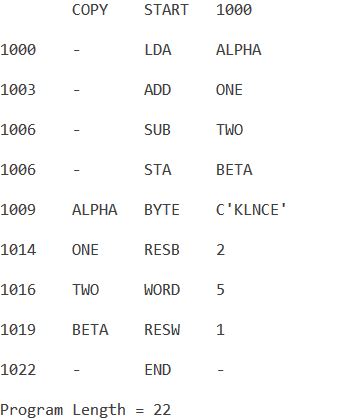 COPY START 1000
1000 - LDA ALPHA
1003 - ADD ONE
1006 - SUB TWO
1006 - STA BETA
1009 ALPHA BYTE C'KLNCE'
1014 ONE RESB 2
1016 TWO WORD 5
1019 BETA RESW 1
1022 - END -
Program Length = 22